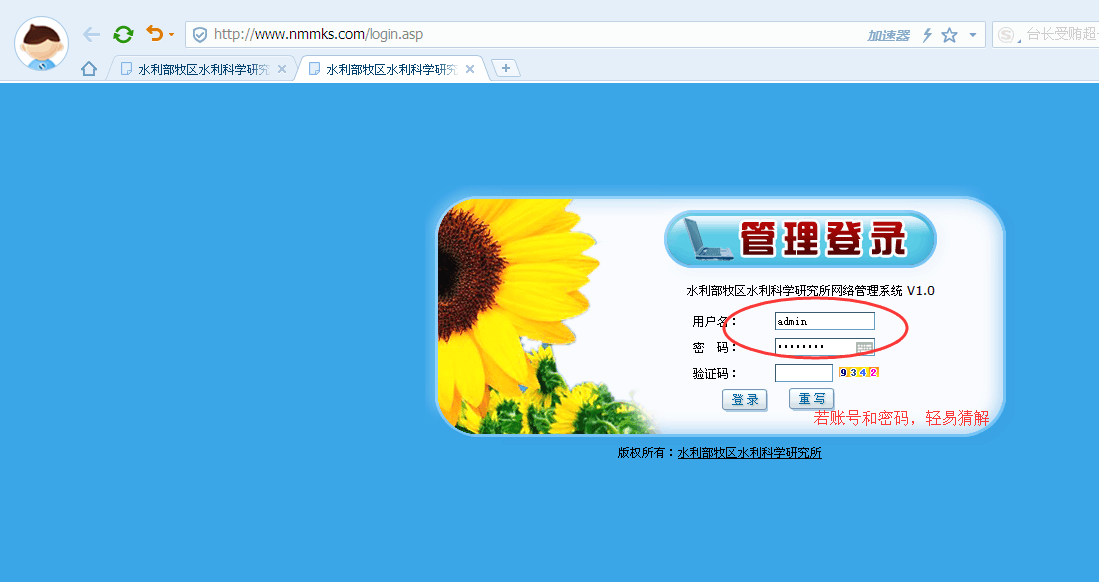 http://www.nmmks.com/login.asp
加速器
台长受贿超
水利部牧区水利科学研究
水利部牧区水利科学研究
管理登录
水利部牧区水利科学研究所网络管理系统 V1.0
用户名：
admin
密 码：
验证码：
9342
登 录
重 写
若账号和密码，轻易猜解
版权所有：水利部牧区水利科学研究所